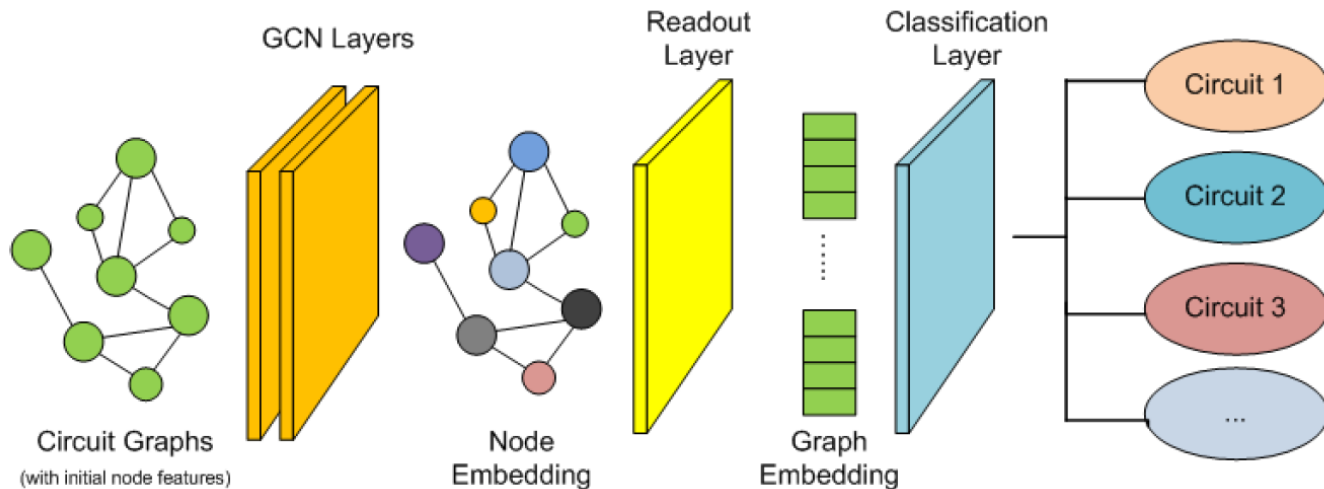 GCN Layers
Readout
Layer
Classification
Layer
Circuit 1
Circuit 2
Circuit 3
...
Circuit Graphs
(with initial node features)
Node
Embedding
Graph
Embedding